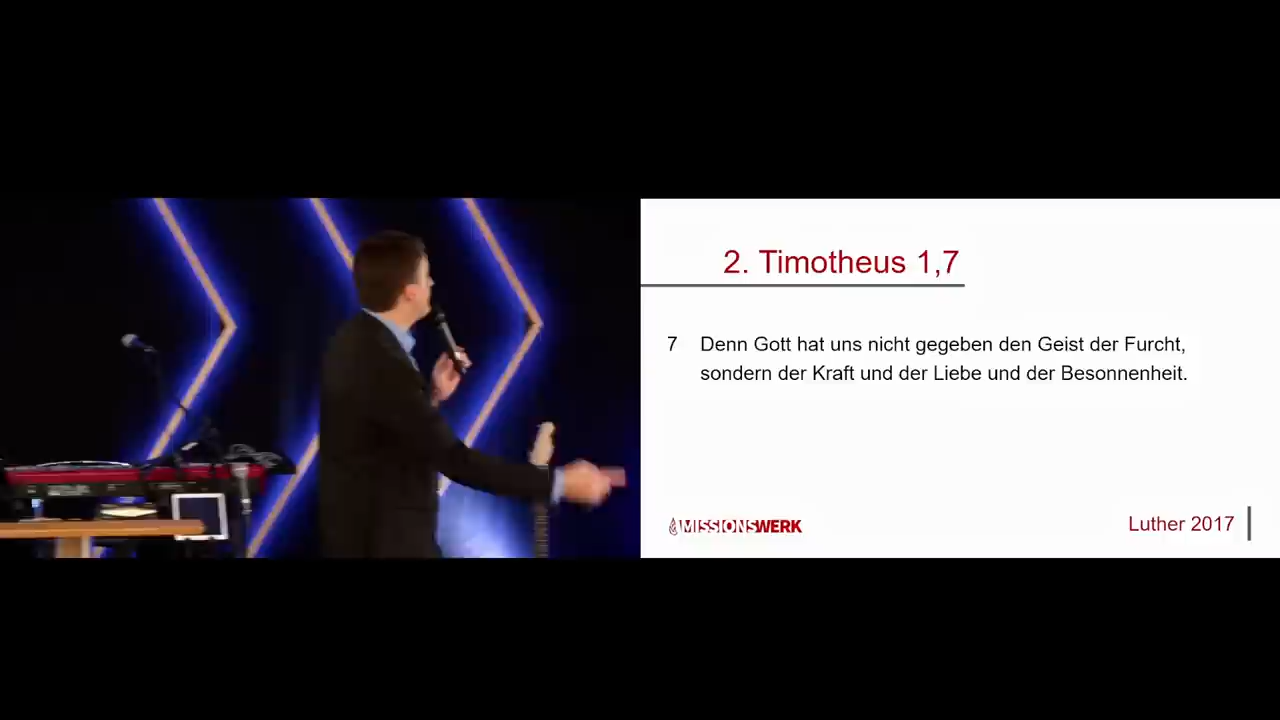 2. Timotheus 1,7
7 Denn Gott hat uns nicht gegeben den Geist der Furcht,
sondern der Kraft und der Liebe und der Besonnenheit.
MISSIONSWERK
Luther 2017